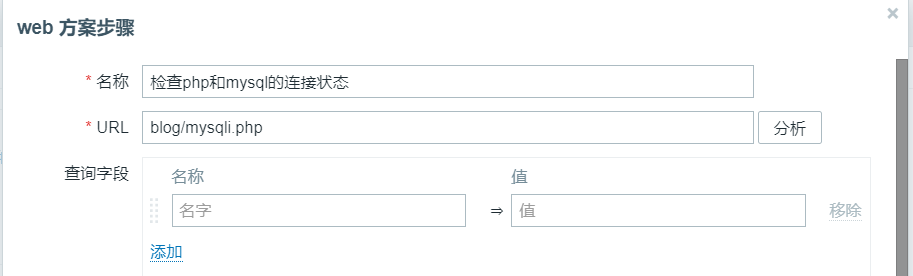 web 方案步骤
×
* 名称 检查php和mysql的连接状态
* URL blog/mysqli.php 分析
查询字段 名称 值
名字 ⇒ 值 移除
添加